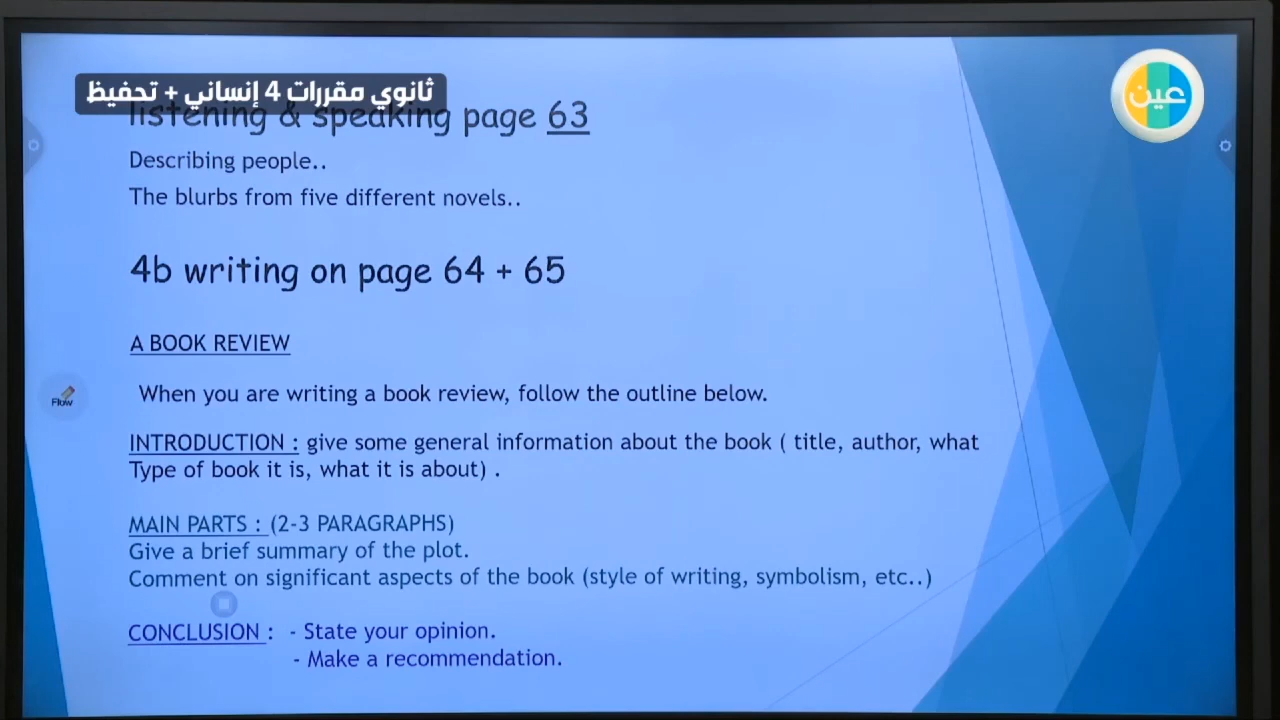 ثانوي مقررات 4 إنساني + تحفيظ
عين
listening & speaking page 63
Describing people..
The blurbs from five different novels..
4b writing on page 64 + 65
A BOOK REVIEW
When you are writing a book review, follow the outline below.
Flow
INTRODUCTION : give some general information about the book ( title, author, what
Type of book it is, what it is about) .
MAIN PARTS : (2-3 PARAGRAPHS)
Give a brief summary of the plot.
Comment on significant aspects of the book (style of writing, symbolism, etc..)
CONCLUSION : - State your opinion.
- Make a recommendation.